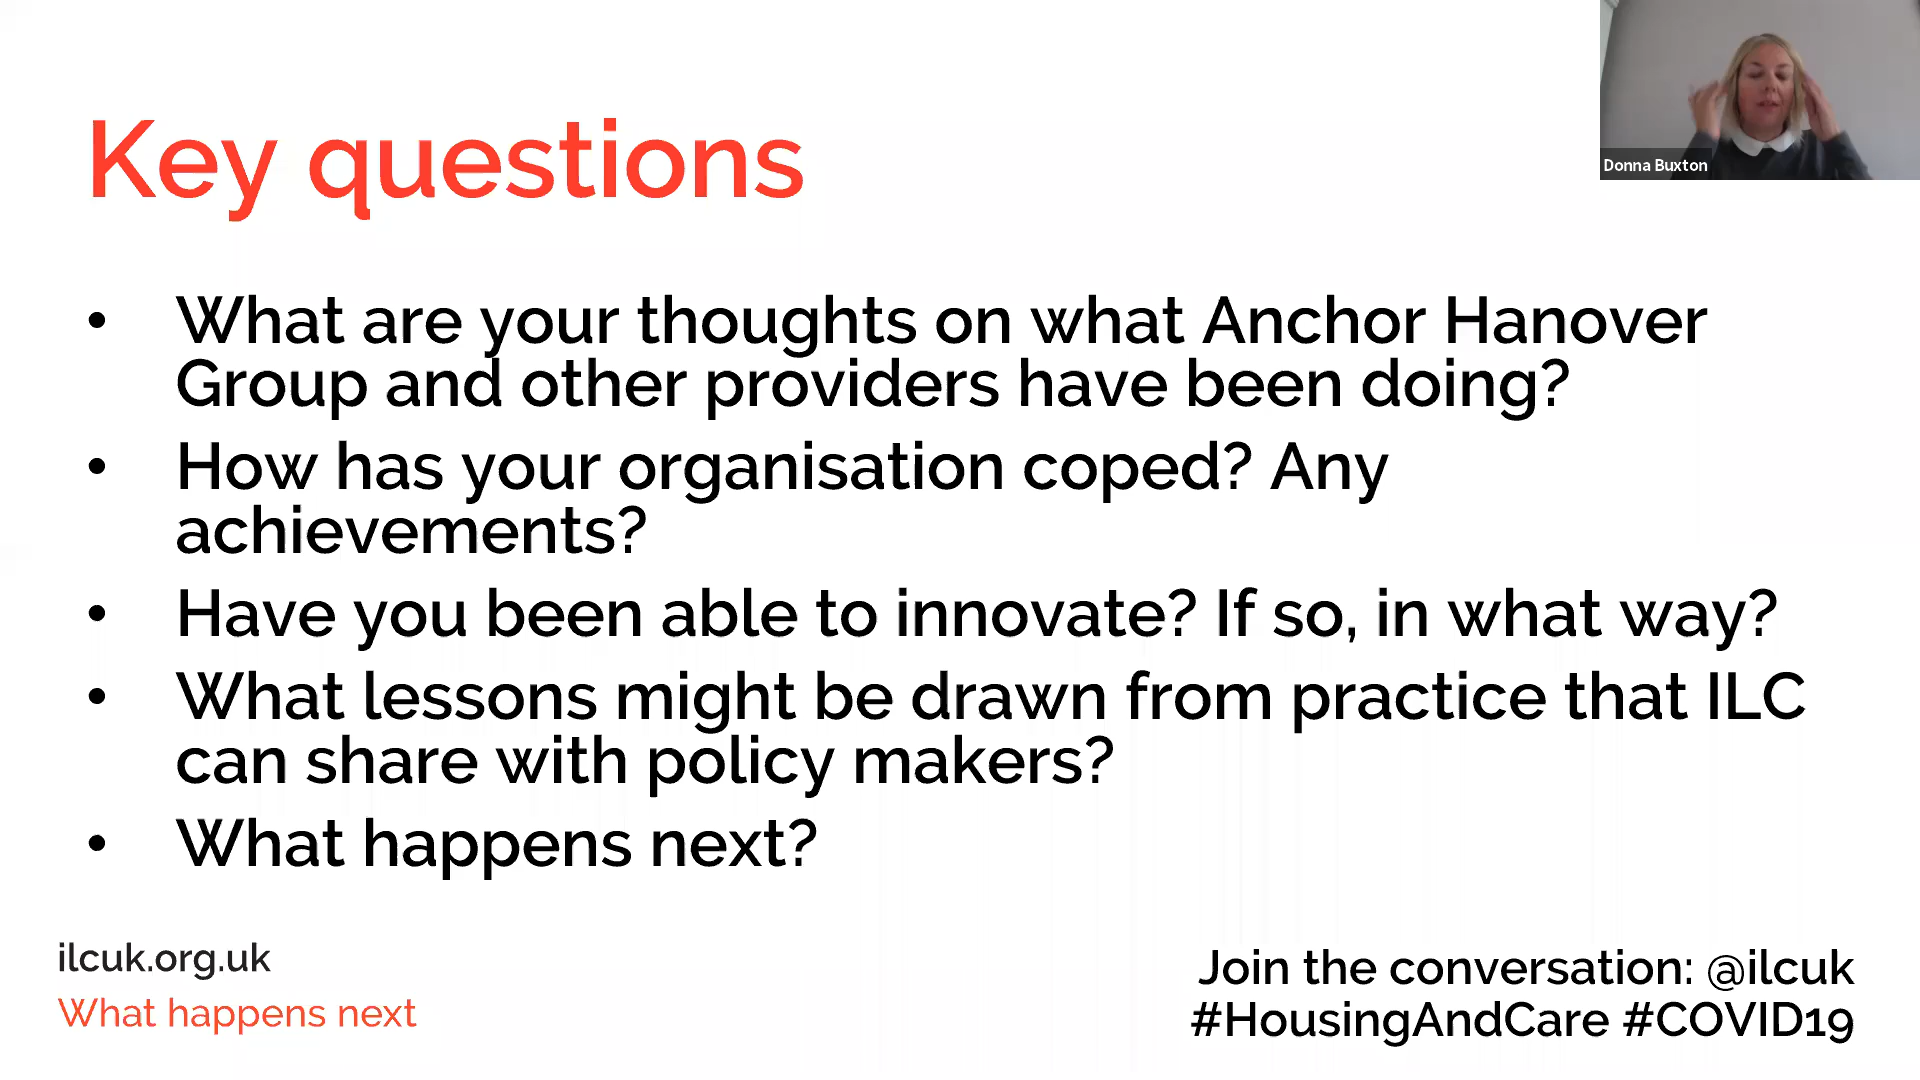 Key questions
Donna Buxton
• What are your thoughts on what Anchor Hanover
Group and other providers have been doing?
• How has your organisation coped? Any
achievements?
• Have you been able to innovate? If so, in what way?
• What lessons might be drawn from practice that ILC
can share with policy makers?
• What happens next?
ilcuk.org.uk
What happens next
Join the conversation: @ilcuk
#HousingAndCare #COVID19